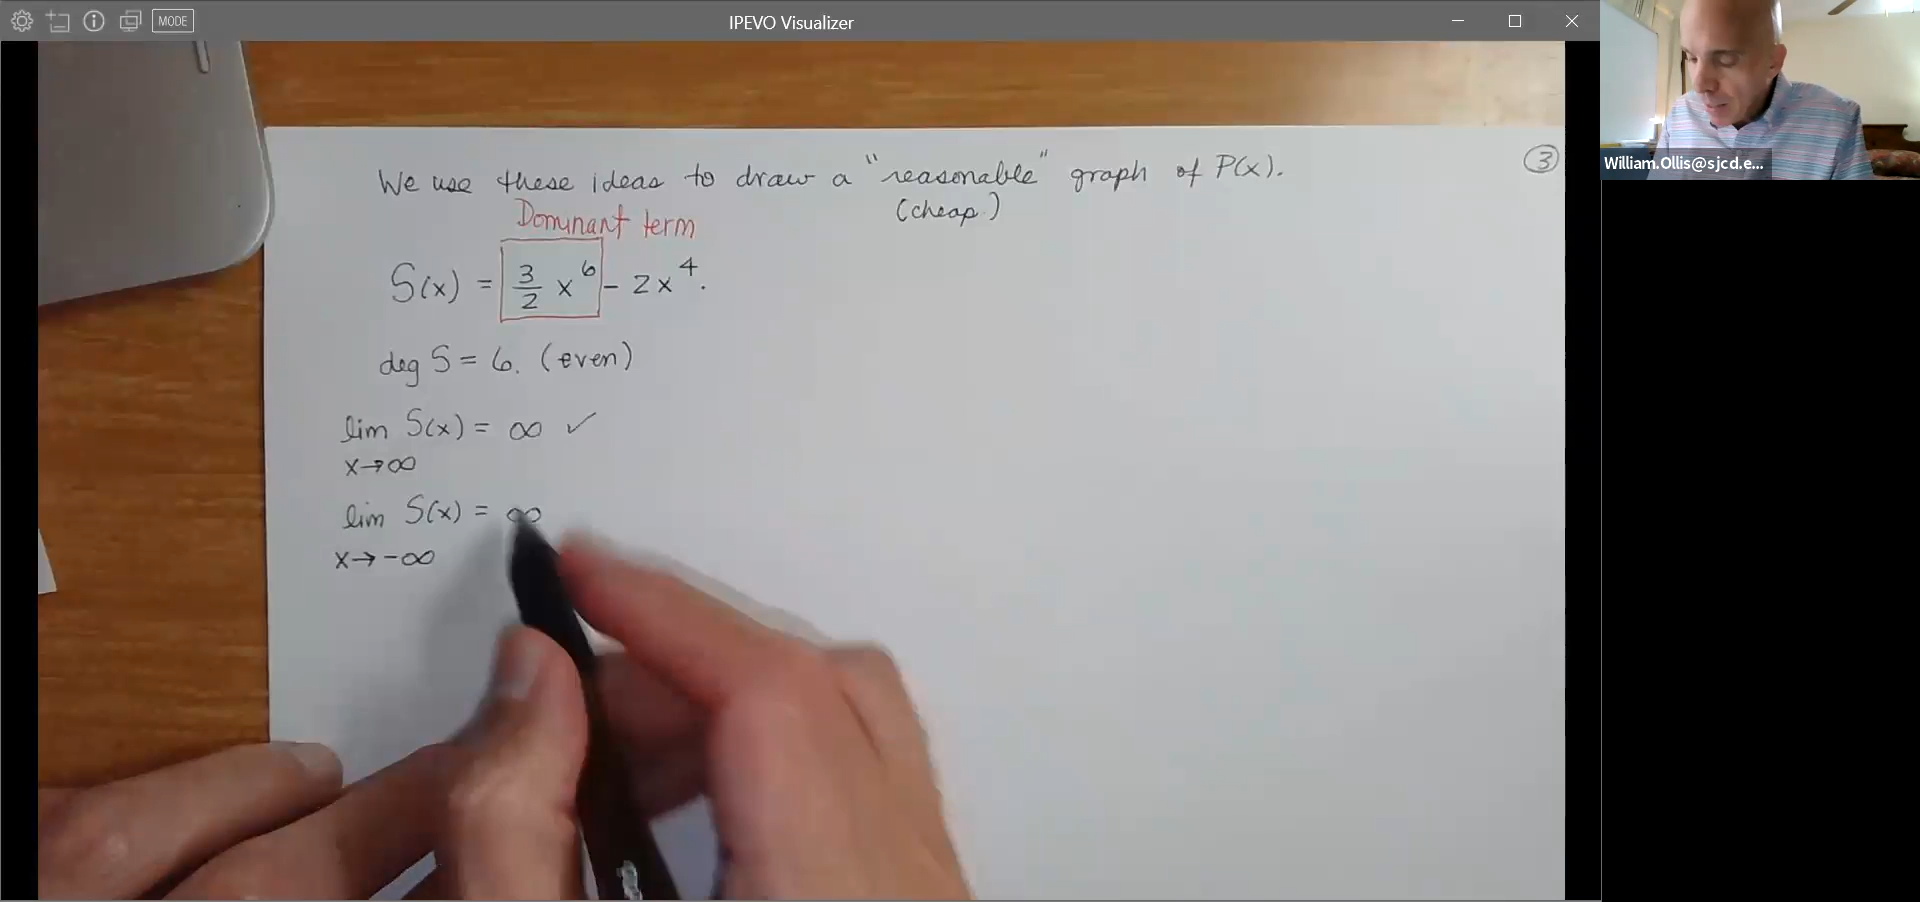 MODE
IPEVO Visualizer
William.Ollis@sjcd.e...
3
We use these ideas to draw a "reasonable" graph of P(x).
(cheap)
Dominant term
S(x) = 3/2 x^6 - 2x^4.
deg S = 6. (even)
lim S(x) = ∞ ✓
x→∞
lim S(x) = ∞
x→-∞